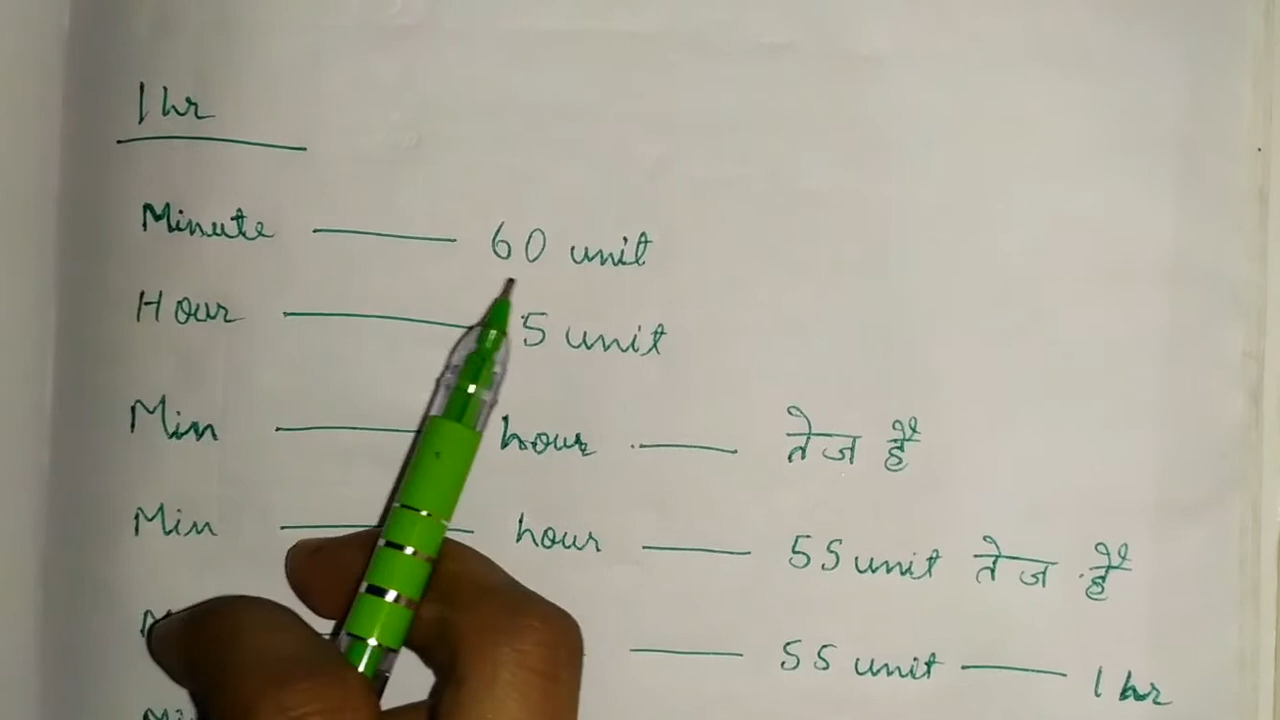 1 hr
Minute —— 60 unit
Hour —— 5 unit
Min —— hour —— तेज है
Min —— hour —— 55 unit तेज है
—— 55 unit —— 1 hr